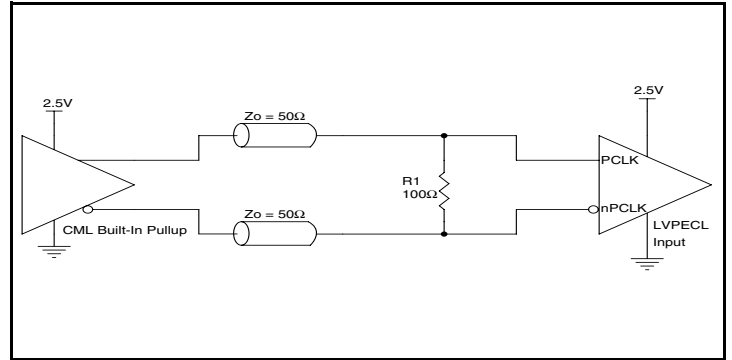 2.5V
2.5V
Zo = 50Ω
PCLK
R1
100Ω
Zo = 50Ω
nPCLK
CML Built-In Pullup
LVPECL
Input